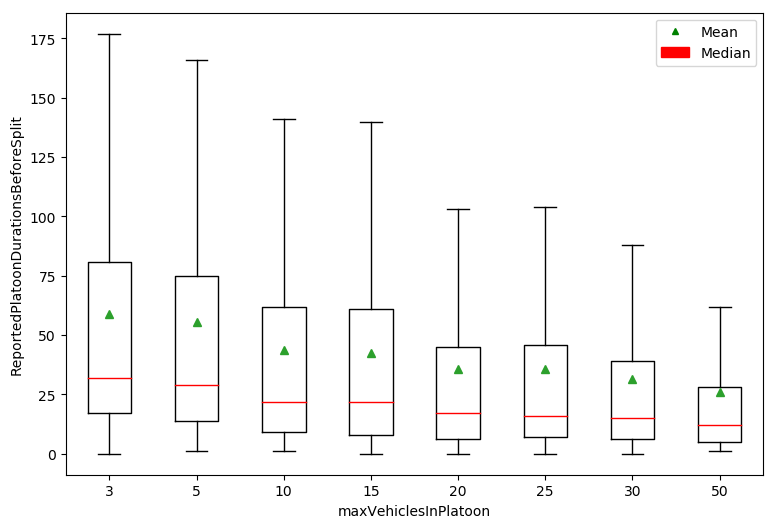 Mean
Median
175
150
125
100
75
50
25
0
ReportedPlatoonDurationsBeforeSplit
3 5 10 15 20 25 30 50
maxVehiclesInPlatoon